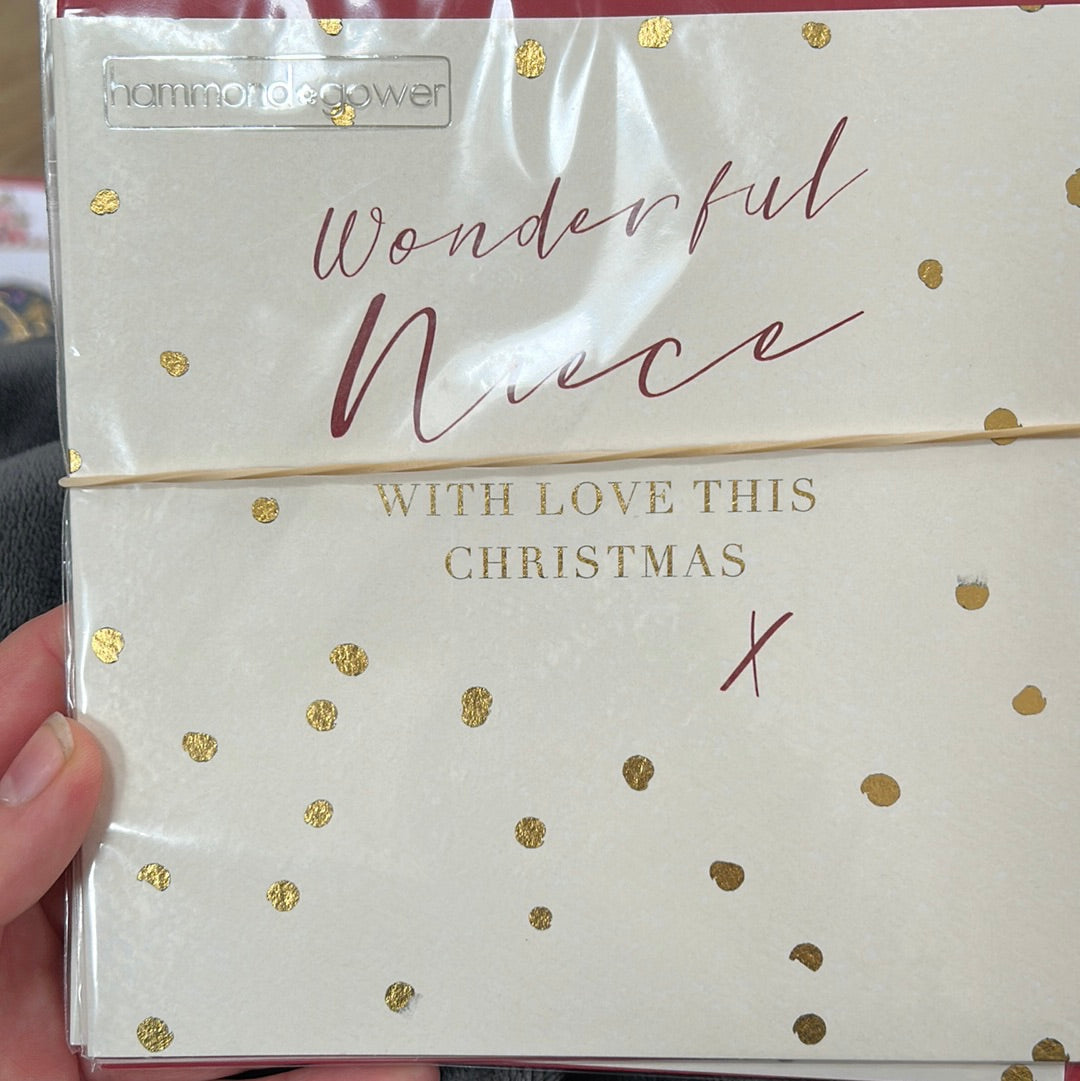 hammond gower
Wonderful
Niece
WITH LOVE THIS
CHRISTMAS
X